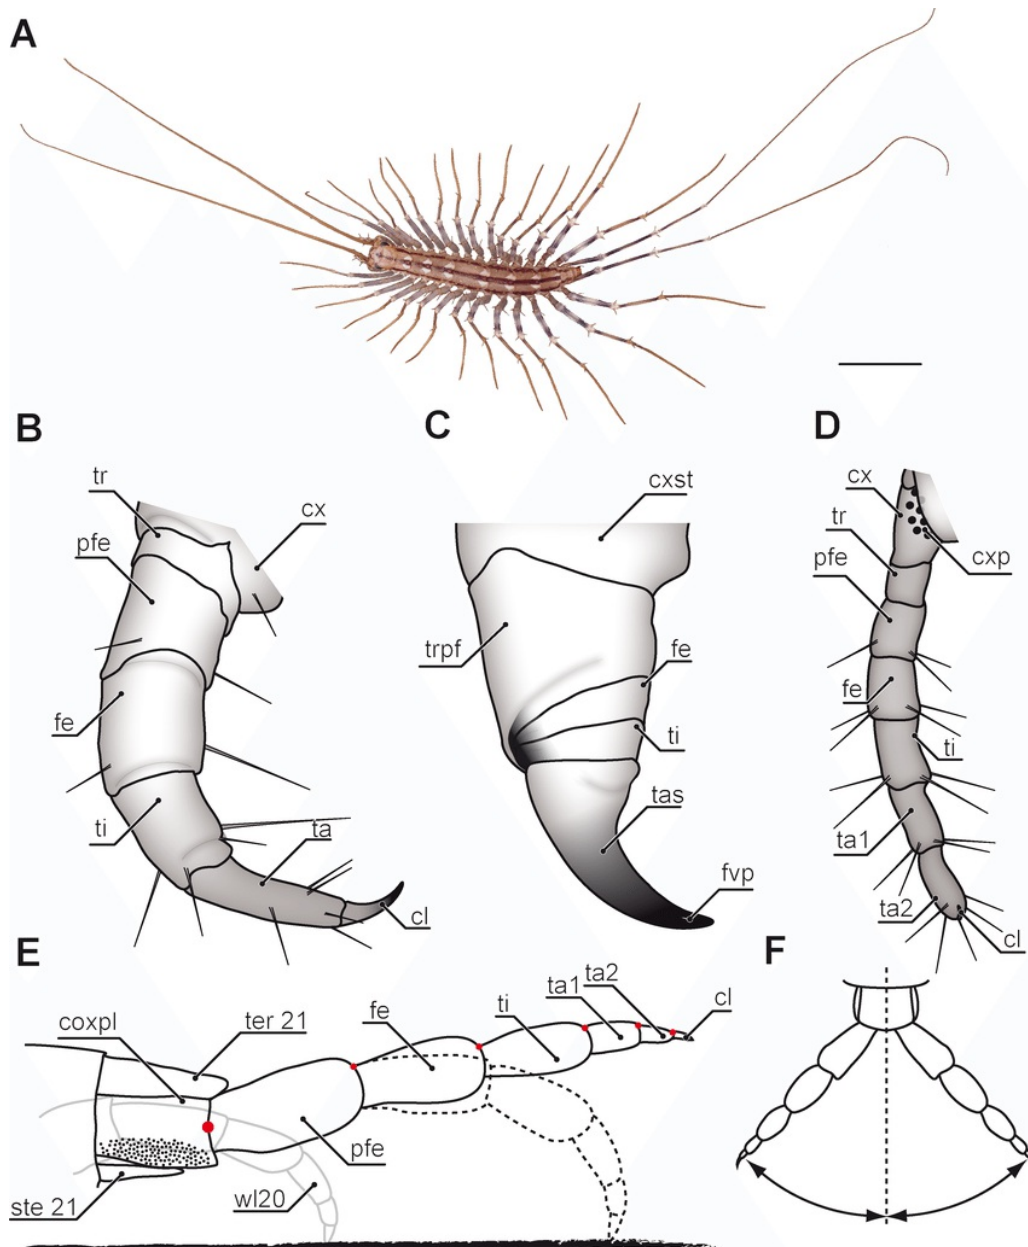 A
B
tr
cx
pfe
fe
ti
ta
cl
C
cxst
trpf
fe
ti
tas
fvp
D
cx
tr
cxp
pfe
fe
ti
ta1
ta2
cl
E
coxpl
ter 21
fe
ti
ta1
ta2
cl
pfe
wl20
ste 21
F